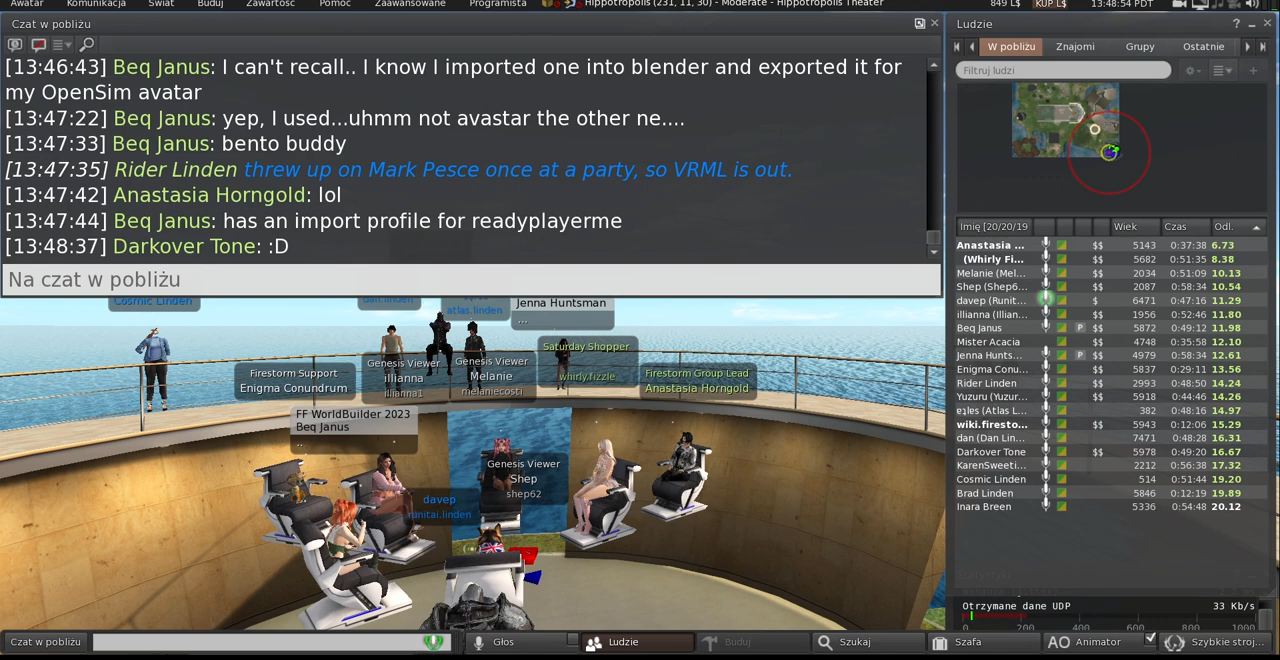 Awatar Komunikacja Świat Buduj Zawartość Pomoc Zaawansowane Programista Hippotropolis (231, 11, 30) - Moderate - Hippotropolis Theater 849 L$ KUP L$ 13:48:54 PDT
Czat w pobliżu
[13:46:43] Beq Janus: I can't recall.. I know I imported one into blender and exported it for
my OpenSim avatar
[13:47:22] Beq Janus: yep, I used...uhmm not avastar the other ne....
[13:47:33] Beq Janus: bento buddy
[13:47:35] Rider Linden threw up on Mark Pesce once at a party, so VRML is out.
[13:47:42] Anastasia Horngold: lol
[13:47:44] Beq Janus: has an import profile for readyplayerme
[13:48:37] Darkover Tone: :D
Na czat w pobliżu
Cosmic Linden
dan.linden
atlas.linden
Jenna Huntsman
...
Firestorm Support
Enigma Conundrum
Genesis Viewer
illianna
illianna1
Genesis Viewer
Melanie
melaniecosti
Saturday Shopper
whirly.fizzle
Firestorm Group Lead
Anastasia Horngold
FF WorldBuilder 2023
Beq Janus
..
Genesis Viewer
Shep
shep62
davep
runitai.linden
Ludzie
W pobliżu Znajomi Grupy Ostatnie
Filtruj ludzi
Imię [20/20/19 Wiek Czas Odl.
Anastasia ... $$ 5143 0:37:38 6.73
(Whirly Fi... $$ 5682 0:51:35 8.38
Melanie (Mel... $$ 2034 0:51:09 10.13
Shep (Shep6... $$ 2087 0:58:34 10.54
davep (Runit... $ 6471 0:47:16 11.29
illianna (Illian... $$ 1956 0:52:46 11.80
Beq Janus P $$ 5872 0:49:12 11.98
Mister Acacia $$ 4748 0:35:58 12.10
Jenna Hunts... P $$ 4979 0:58:34 12.61
Enigma Conu... $$ 5837 0:29:11 13.56
Rider Linden $$ 2993 0:48:50 14.24
Yuzuru (Yuzur... $$ 5918 0:44:46 14.26
(Atlas L... 382 0:48:16 14.97
wiki.firesto... $$ 5943 0:12:06 15.29
dan (Dan Lin... 7471 0:48:28 16.31
Darkover Tone $$ 5978 0:49:20 16.67
KarenSweeti... 2212 0:56:38 17.32
Cosmic Linden 514 0:51:44 19.20
Brad Linden 5846 0:12:19 19.89
Inara Breen 5336 0:54:48 20.12
Otrzymane dane UDP 33 Kb/s
0 200 400 600 800 1000
Czat w pobliżu Głos Ludzie Buduj Szukaj Szafa AO Animator Szybkie stroj...